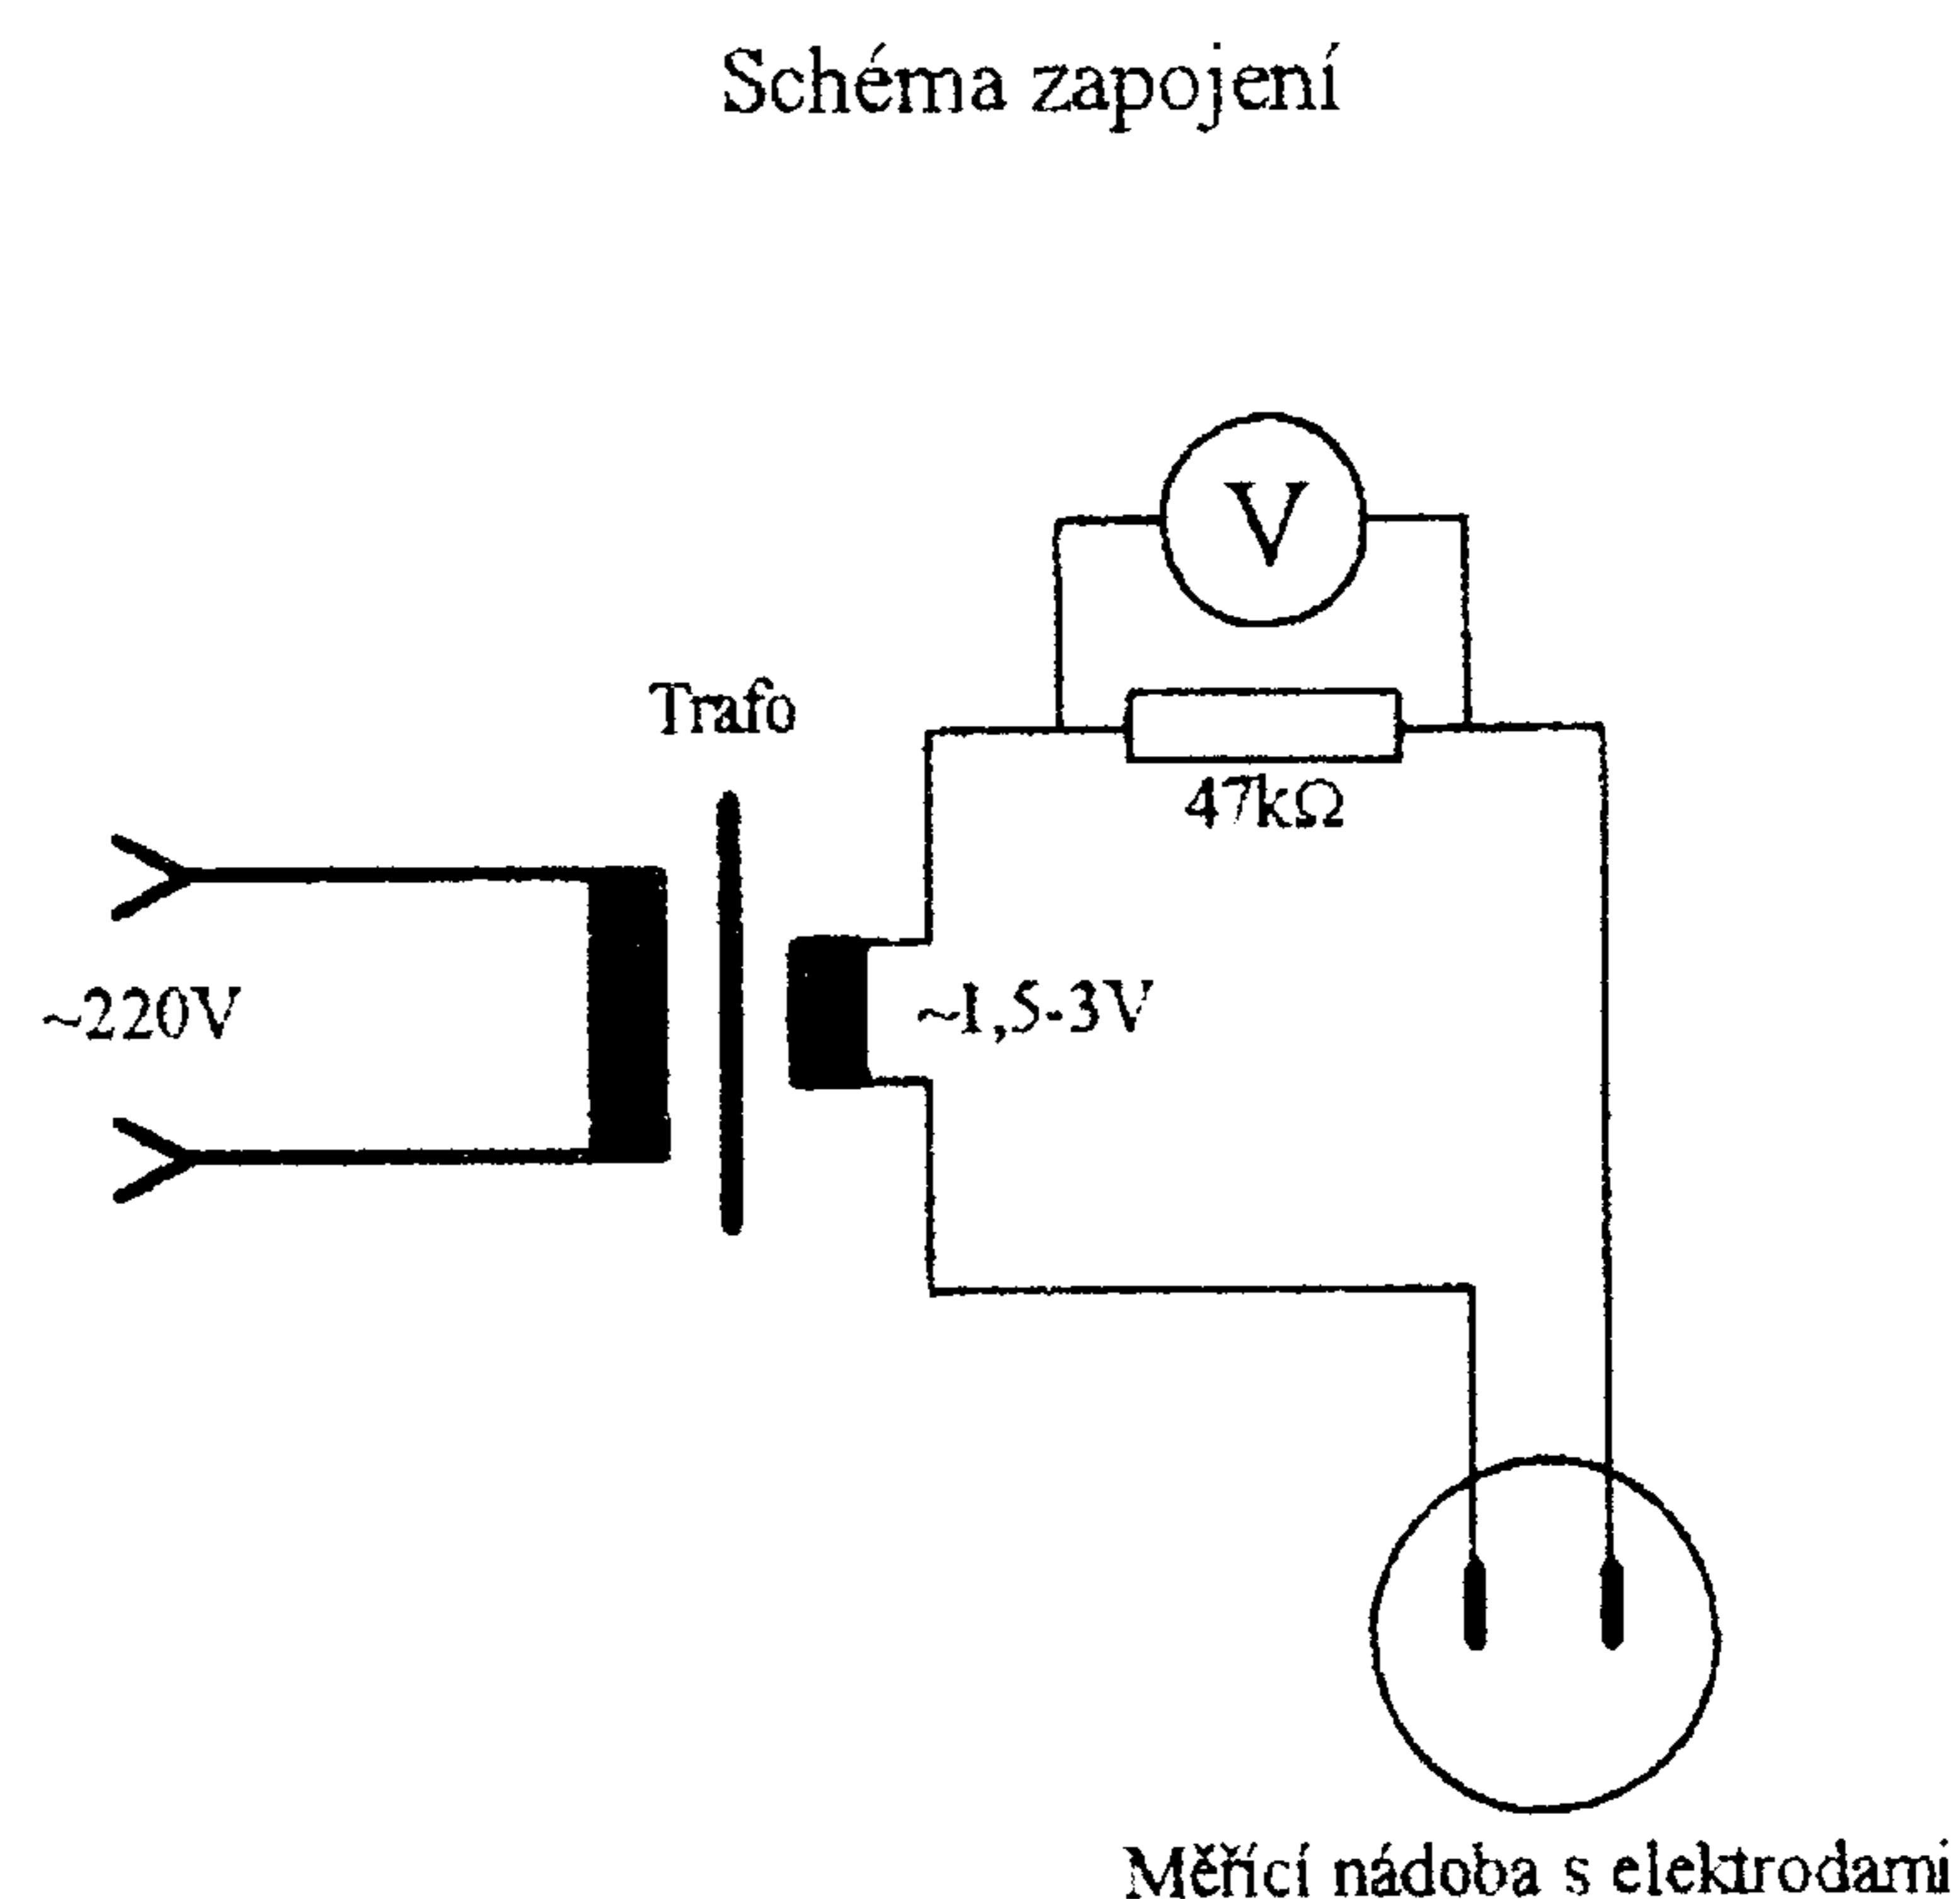 Schéma zapojení
V
Trafo
47kΩ
~220V
~1,5-3V
Měřicí nádoba s elektrodami